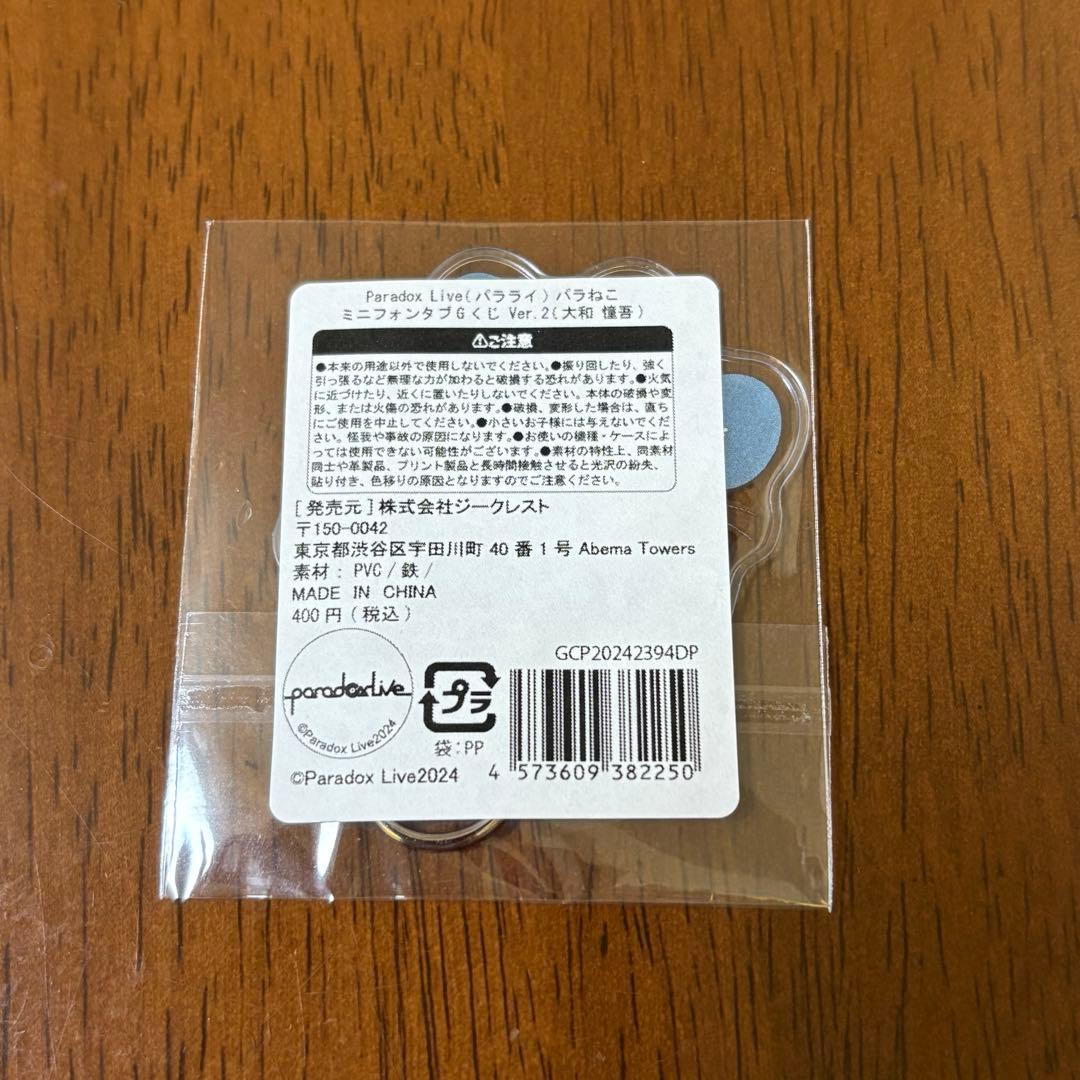 Paradox Live(パラライ)パラねこ
ミニフォンタブGくじ Ver.2(大和 憧吾)
⚠ご注意
●本来の用途以外で使用しないでください。●振り回したり、強く
引っ張るなど無理な力が加わると破損する恐れがあります。●火気
に近づけたり、近くに置いたりしないでください。本体の破損や変
形、または火傷の恐れがあります。●破損、変形した場合は、直ち
にご使用を中止してください。●小さいお子様には与えないでくだ
さい。怪我や事故の原因になります。●お使いの機種・ケースによ
っては使用できない可能性がございます。●素材の特性上、同素材
同士や革製品、プリント製品と長時間接触させると光沢の紛失、
貼り付き、色移りの原因となりますのでご注意ください。
[発売元]株式会社ジークレスト
〒150-0042
東京都渋谷区宇田川町 40 番 1 号 Abema Towers
素材: PVC/鉄/
MADE IN CHINA
400円(税込)
GCP20242394DP
paradoxlive
©Paradox Live2024
プラ
袋:PP
©Paradox Live2024
4 573609 382250